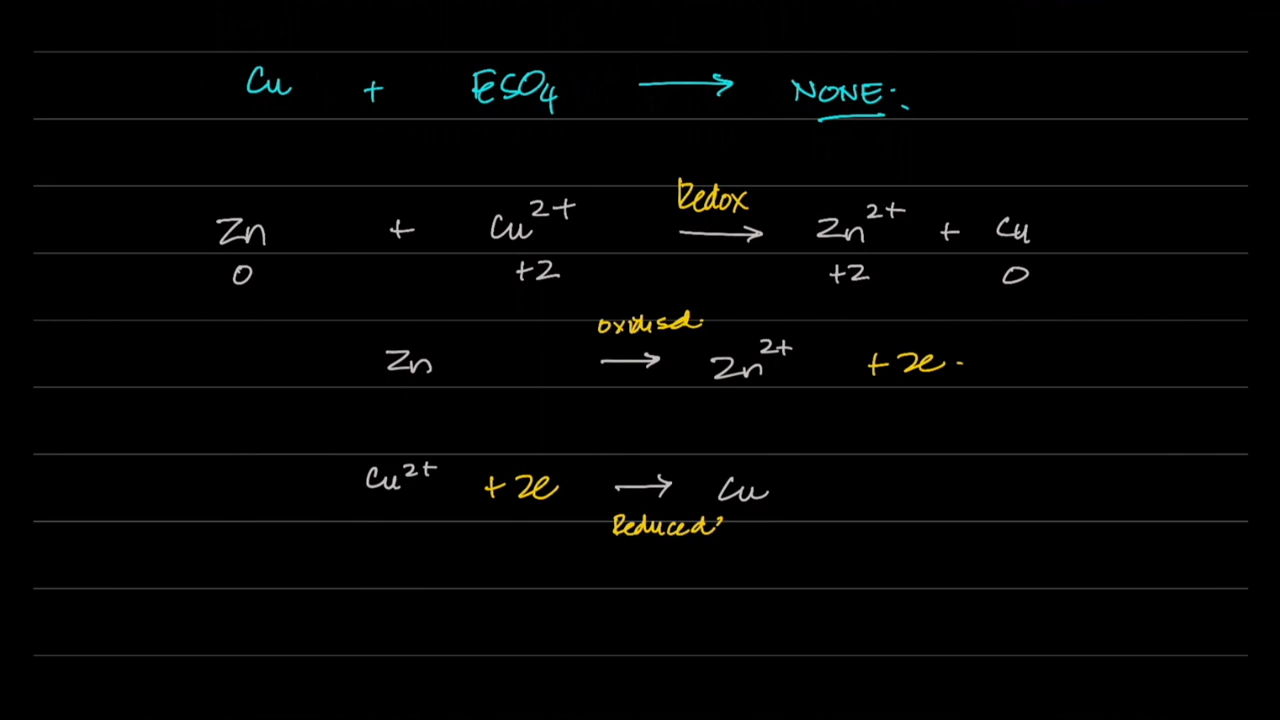 Cu + FeSO4 → NONE.
Redox
Zn + Cu²⁺ → Zn²⁺ + Cu
0 +2 +2 0
oxidised.
Zn → Zn²⁺ + 2e.
Cu²⁺ + 2e → Cu
Reduced